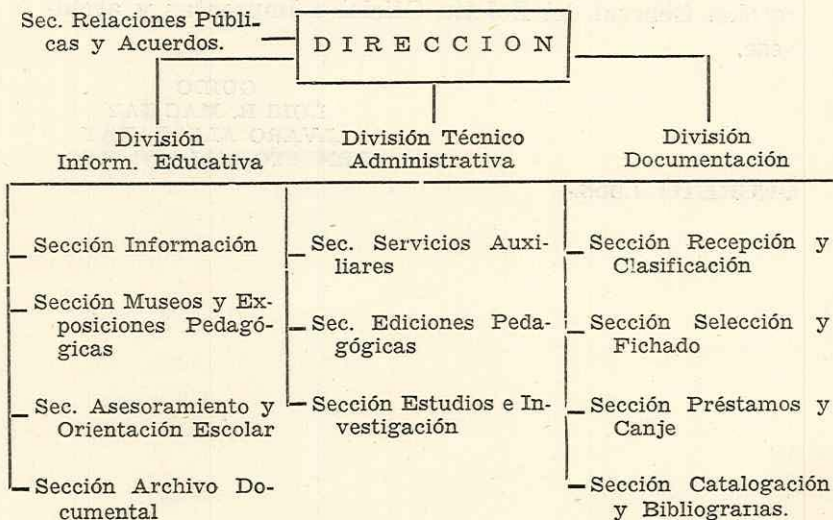 Sec. Relaciones Públi-
cas y Acuerdos.
DIRECCION
División
Inform. Educativa
División Técnico
Administrativa
División
Documentación
Sección Información
Sección Museos y Ex-
posiciones Pedagó-
gicas
Sec. Asesoramiento y
Orientación Escolar
Sección Archivo Do-
cumental
Sec. Servicios Auxi-
liares
Sec. Ediciones Peda-
gógicas
Sección Estudios e In-
vestigación
Sección Recepción y
Clasificación
Sección Selección y
Fichado
Sección Préstamos y
Canje
Sección Catalogación
y Bibliografias.